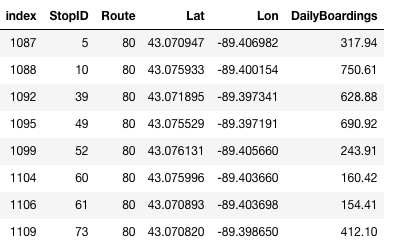 index StopID Route Lat Lon DailyBoardings
1087 5 80 43.070947 -89.406982 317.94
1088 10 80 43.075933 -89.400154 750.61
1092 39 80 43.071895 -89.397341 628.88
1095 49 80 43.075529 -89.397191 690.92
1099 52 80 43.076131 -89.405660 243.91
1104 60 80 43.075996 -89.403660 160.42
1106 61 80 43.070893 -89.403698 154.41
1109 73 80 43.070820 -89.398650 412.10